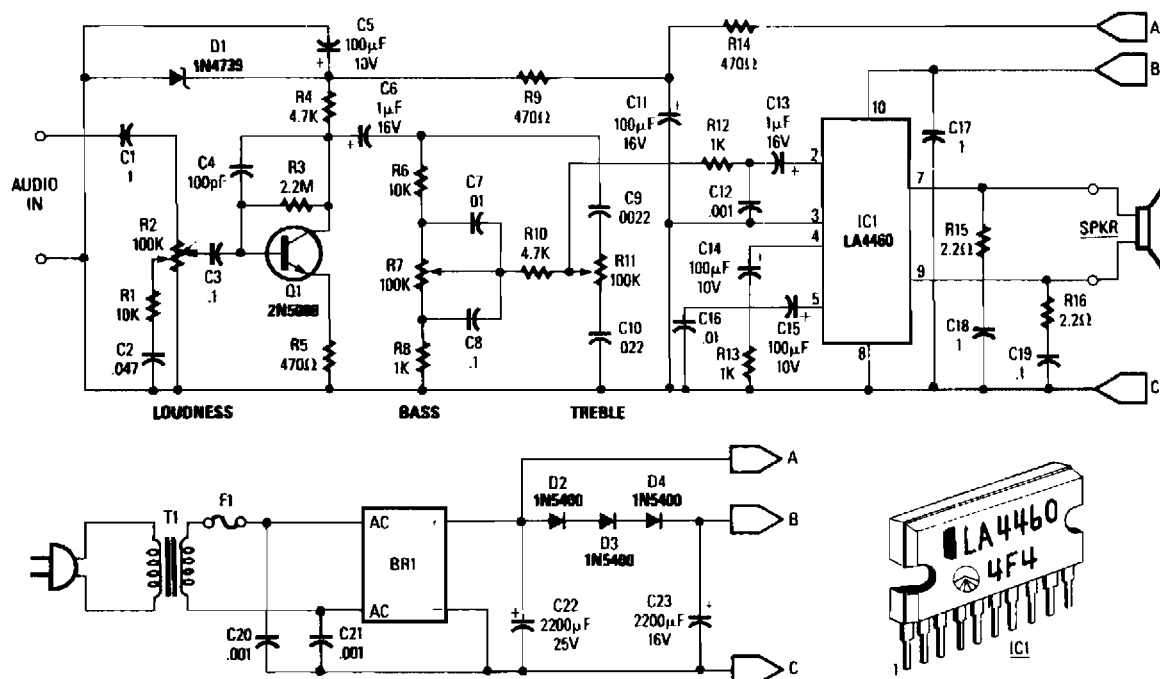 D1
1N4739
C5
100µF
10V
+
R4
4.7K
C6
1µF
16V
+
R9
470Ω
R14
470Ω
A
B
C11
100µF
16V
+
R12
1K
C13
1µF
16V
+
10
C17
1
C1
1
C4
100pF
R3
2.2M
R6
10K
C7
.01
C9
.0022
C12
.001
2
3
4
5
7
9
8
IC1
LA4460
AUDIO
IN
R2
100K
C3
.1
Q1
R1
10K
C2
.047
R5
470Ω
R7
100K
R10
4.7K
R11
100K
C8
.1
R8
1K
C10
.022
C14
100µF
10V
+
C16
.01
R13
1K
C15
100µF
10V
+
R15
2.2Ω
C18
1
R16
2.2Ω
C19
.1
SPKR
C
LOUDNESS
BASS
TREBLE
T1
F1
AC
AC
BR1
+
−
C20
.001
C21
.001
D2
1N5400
D3
1N5400
D4
1N5400
C22
2200µF
25V
+
C23
2200µF
16V
+
A
B
C
LA4460
4F4
1
IC1